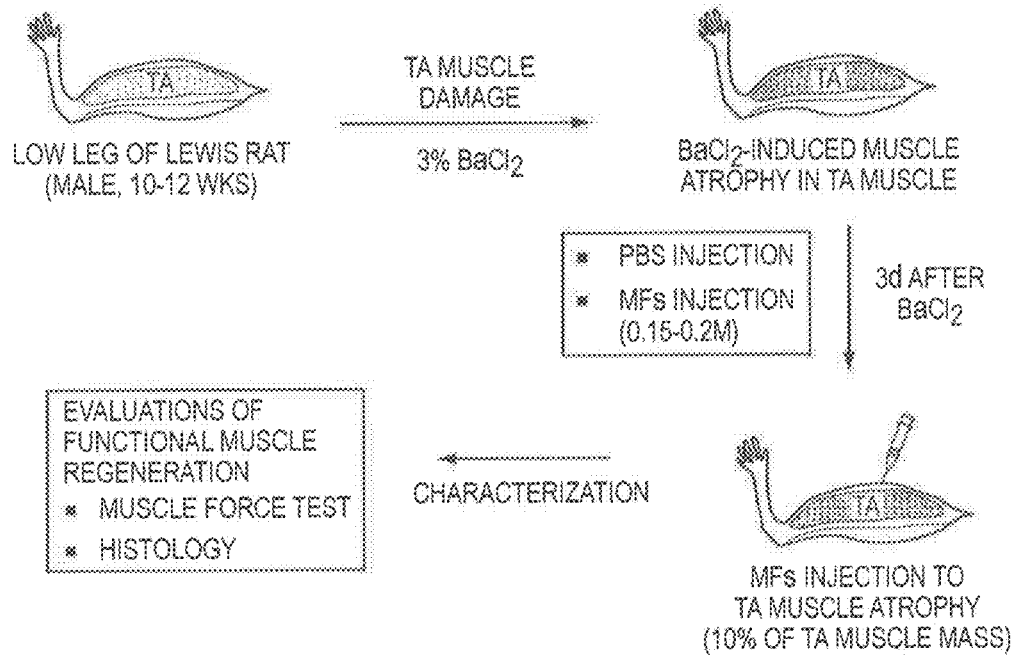 TA
LOW LEG OF LEWIS RAT
(MALE, 10-12 WKS)
TA MUSCLE
DAMAGE
3% BaCl2
TA
BaCl2-INDUCED MUSCLE
ATROPHY IN TA MUSCLE
▪ PBS INJECTION
▪ MFs INJECTION
(0.15-0.2M)
3d AFTER
BaCl2
TA
MFs INJECTION TO
TA MUSCLE ATROPHY
(10% OF TA MUSCLE MASS)
CHARACTERIZATION
EVALUATIONS OF
FUNCTIONAL MUSCLE
REGENERATION
▪ MUSCLE FORCE TEST
▪ HISTOLOGY